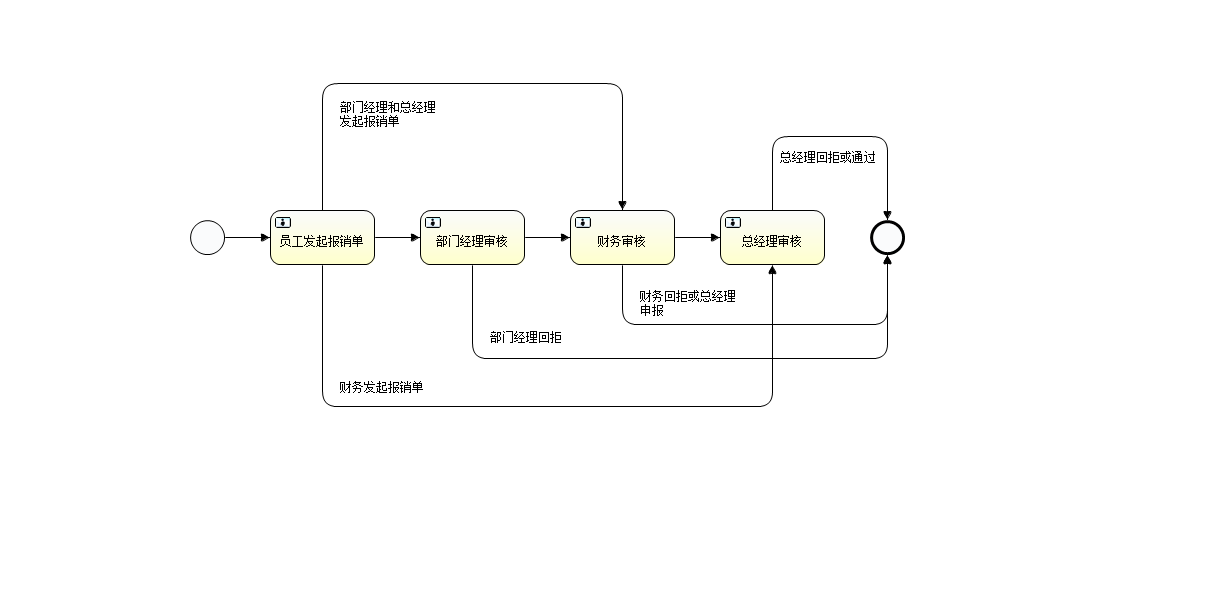 部门经理和总经理
发起报销单
总经理回拒或通过
员工发起报销单
部门经理审核
财务审核
总经理审核
财务回拒或总经理
申报
部门经理回拒
财务发起报销单